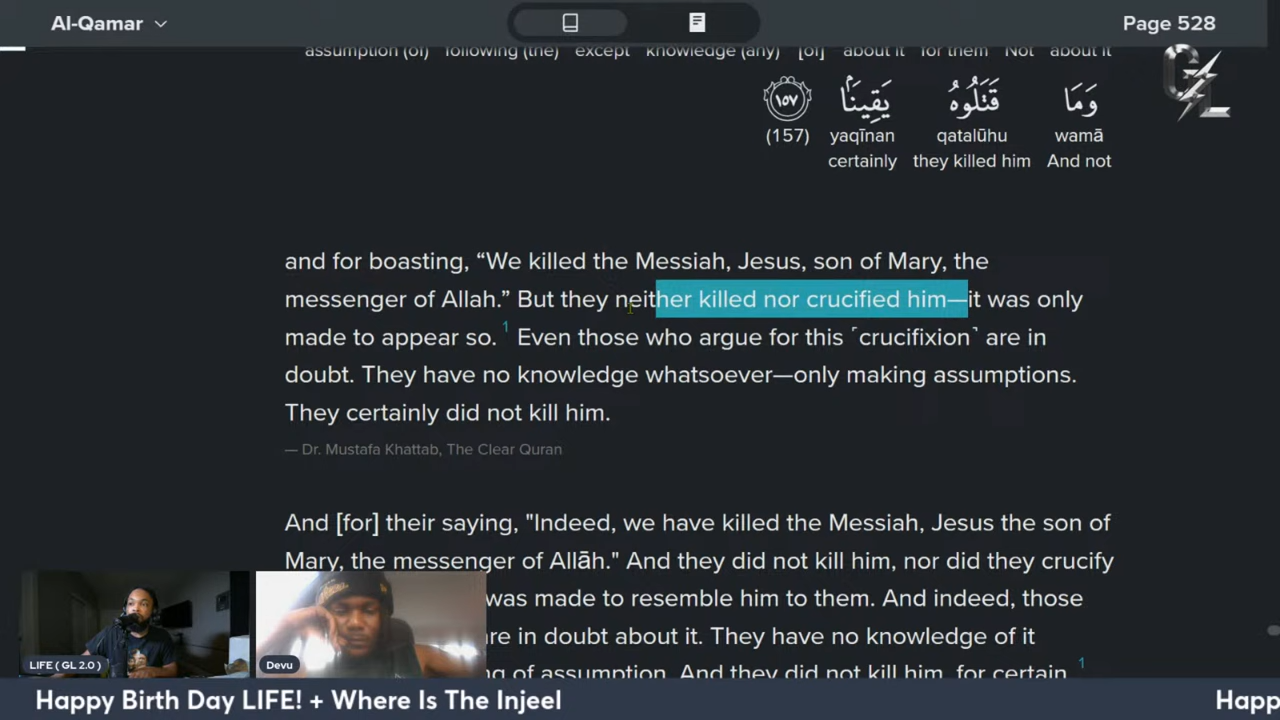 Al-Qamar
Page 528
assumption (of) following (the) except knowledge (any) [of] about it for them Not about it
وَمَا قَتَلُوهُ يَقِينًۢا ١٥٧
(157) yaqīnan qatalūhu wamā
certainly they killed him And not
and for boasting, “We killed the Messiah, Jesus, son of Mary, the
messenger of Allah.” But they neither killed nor crucified him—it was only
made to appear so. 1 Even those who argue for this ˹crucifixion˺ are in
doubt. They have no knowledge whatsoever—only making assumptions.
They certainly did not kill him.
— Dr. Mustafa Khattab, The Clear Quran
And [for] their saying, "Indeed, we have killed the Messiah, Jesus the son of
Mary, the messenger of Allāh." And they did not kill him, nor did they crucify
was made to resemble him to them. And indeed, those
are in doubt about it. They have no knowledge of it
of assumption. And they did not kill him, for certain. 1
LIFE ( GL 2.0 )
Devu
Happy Birth Day LIFE! + Where Is The Injeel
Happ
GL